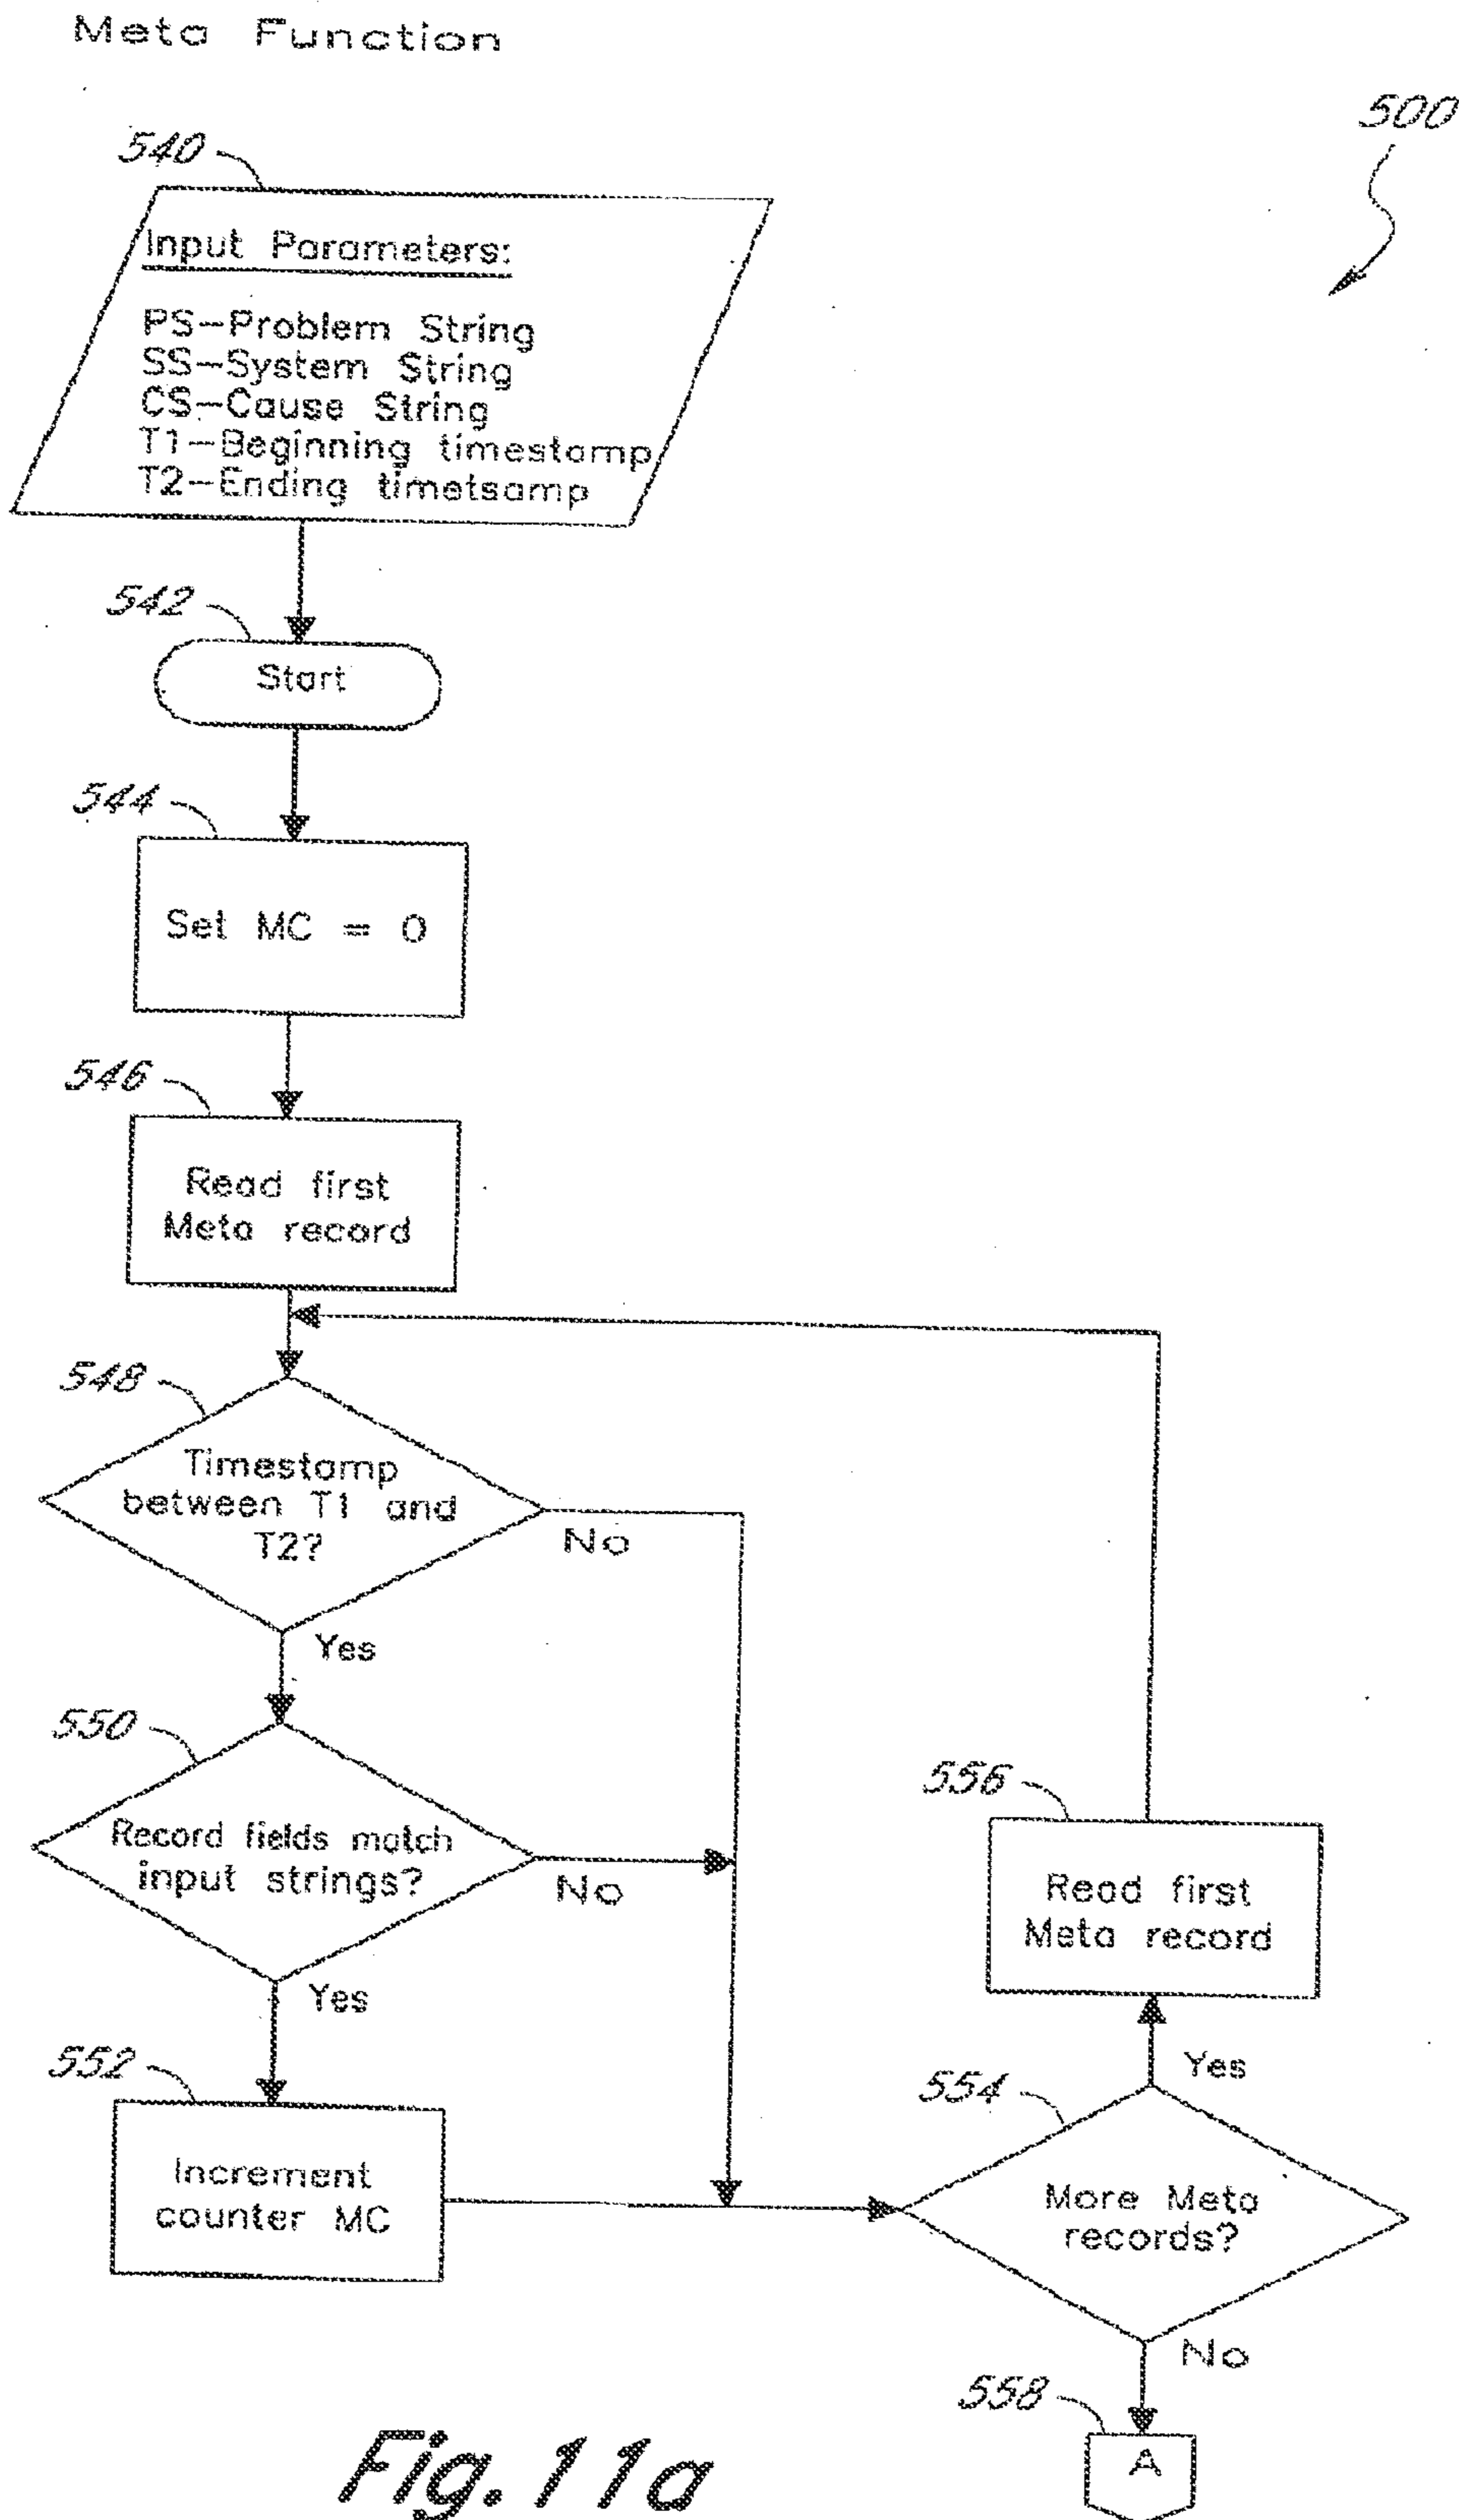 Meta Function
500
540
Input Parameters:
PS-Problem String
SS-System String
CS-Cause String
T1-Beginning timestamp
T2-Ending timetsamp
542
Start
544
Set MC = 0
546
Read first
Meta record
548
Timestamp
between T1 and
T2?
No
Yes
550
Record fields match
input strings?
No
Yes
552
Increment
counter MC
556
Read first
Meta record
Yes
554
More Meta
records?
No
558
A
Fig. 11a